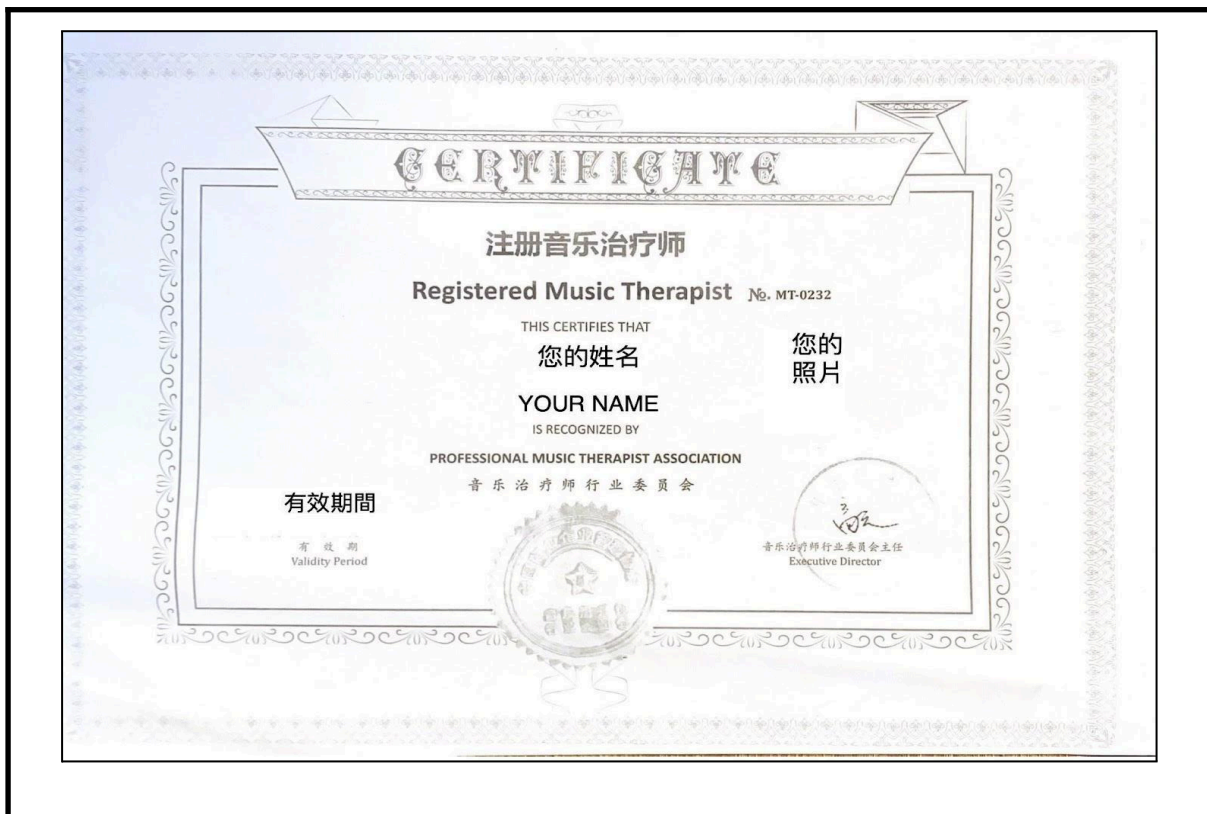 CERTIFICATE
注册音乐治疗师
Registered Music Therapist №. MT-0232
THIS CERTIFIES THAT
您的姓名
您的
照片
YOUR NAME
IS RECOGNIZED BY
PROFESSIONAL MUSIC THERAPIST ASSOCIATION
音乐治疗师行业委员会
有效期間
有效期
Validity Period
音乐治疗师行业委员会主任
Executive Director